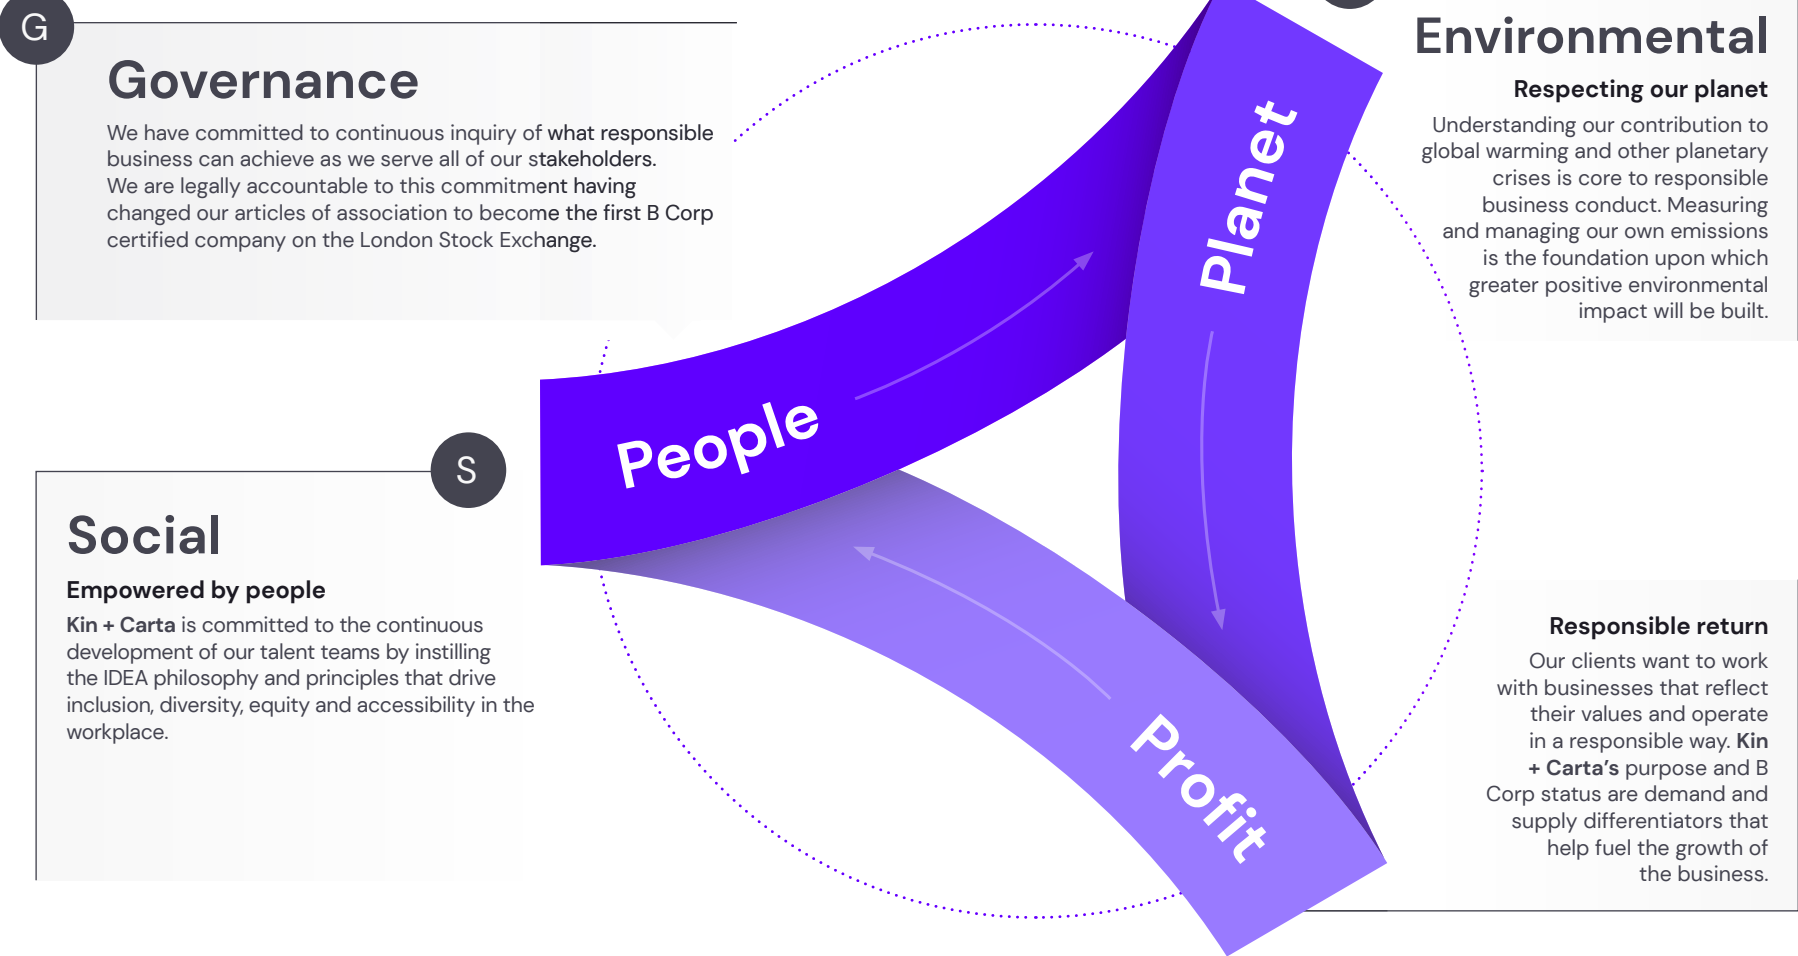 G
Governance
We have committed to continuous inquiry of what responsible
business can achieve as we serve all of our stakeholders.
We are legally accountable to this commitment having
changed our articles of association to become the first B Corp
certified company on the London Stock Exchange.
Environmental
Respecting our planet
Understanding our contribution to
global warming and other planetary
crises is core to responsible
business conduct. Measuring
and managing our own emissions
is the foundation upon which
greater positive environmental
impact will be built.
Planet
People
Profit
S
Social
Empowered by people
Kin + Carta is committed to the continuous
development of our talent teams by instilling
the IDEA philosophy and principles that drive
inclusion, diversity, equity and accessibility in the
workplace.
Responsible return
Our clients want to work
with businesses that reflect
their values and operate
in a responsible way. Kin
+ Carta’s purpose and B
Corp status are demand and
supply differentiators that
help fuel the growth of
the business.